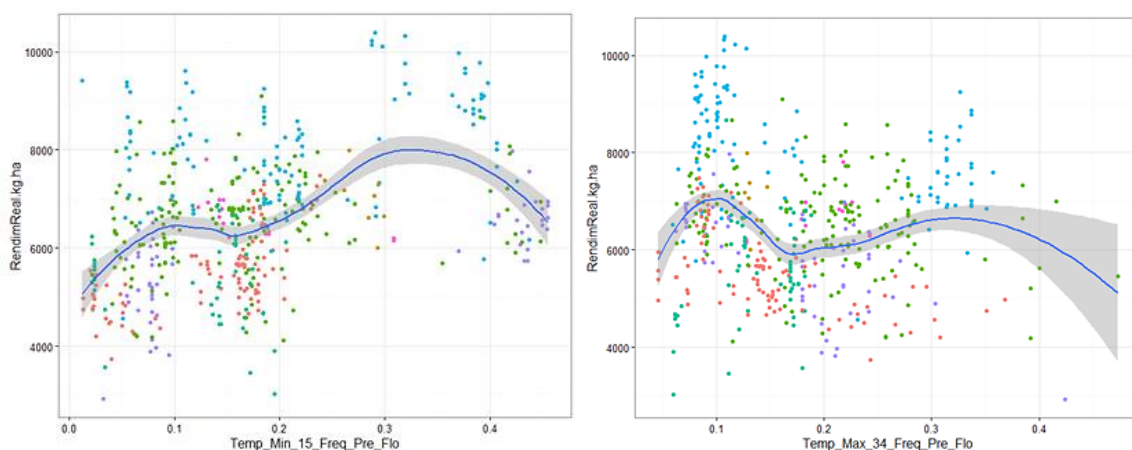 10000
8000
6000
4000
RendimReal.kg.ha
0.0 0.1 0.2 0.3 0.4
Temp_Min_15_Freq_Pre_Flo
10000
8000
6000
4000
RendimReal.kg.ha
0.1 0.2 0.3 0.4
Temp_Max_34_Freq_Pre_Flo